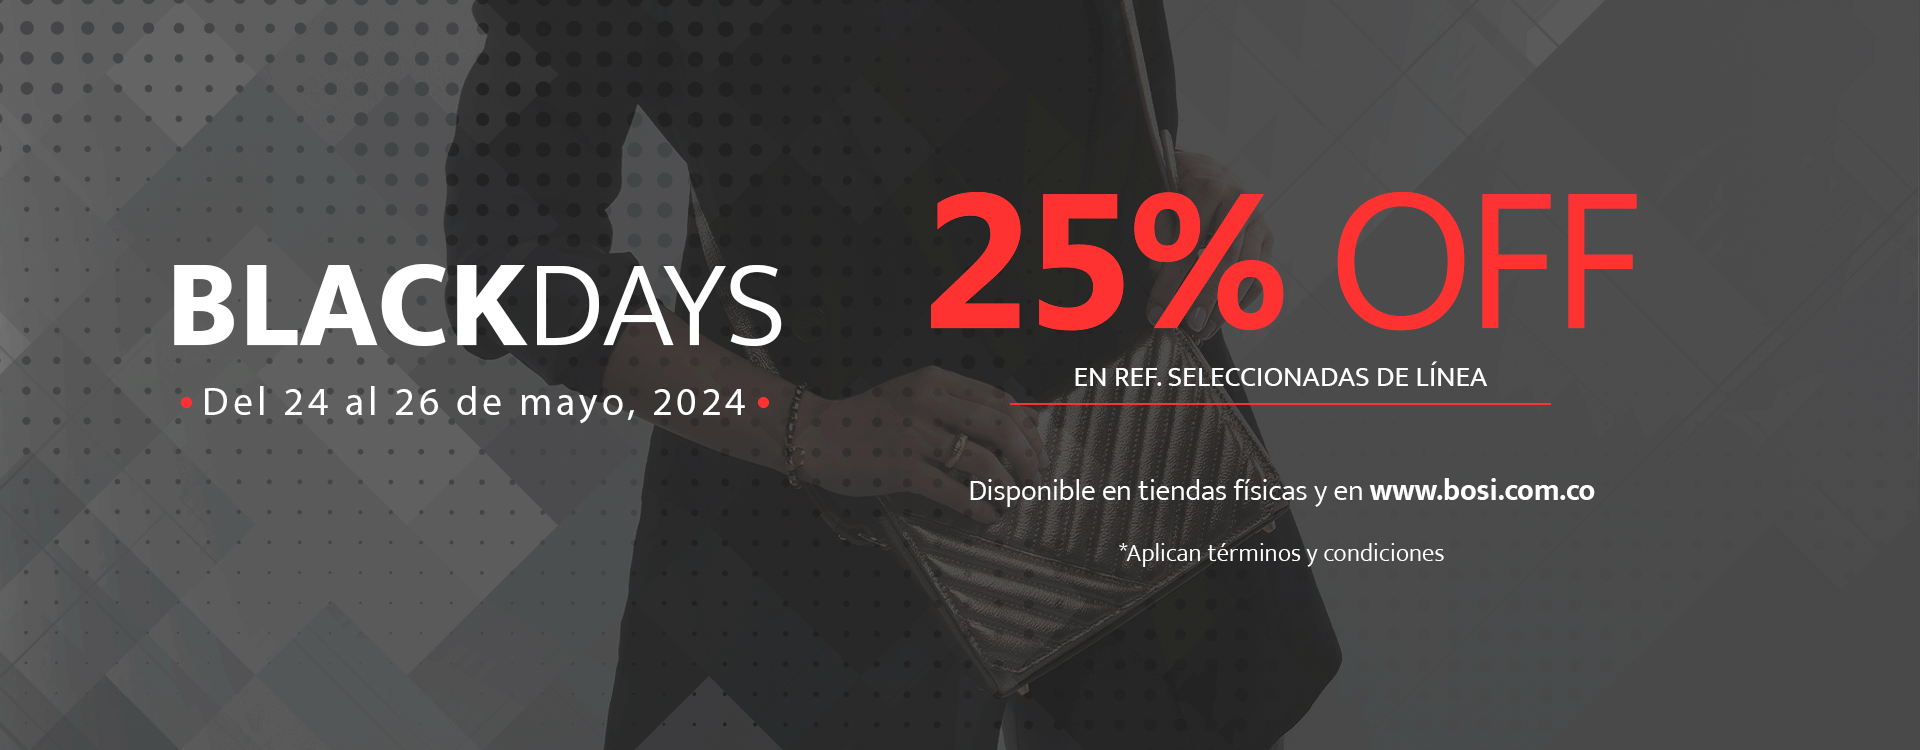 BLACKDAYS
• Del 24 al 26 de mayo, 2024 •
25% OFF
EN REF. SELECCIONADAS DE LÍNEA
Disponible en tiendas físicas y en www.bosi.com.co
*Aplican términos y condiciones